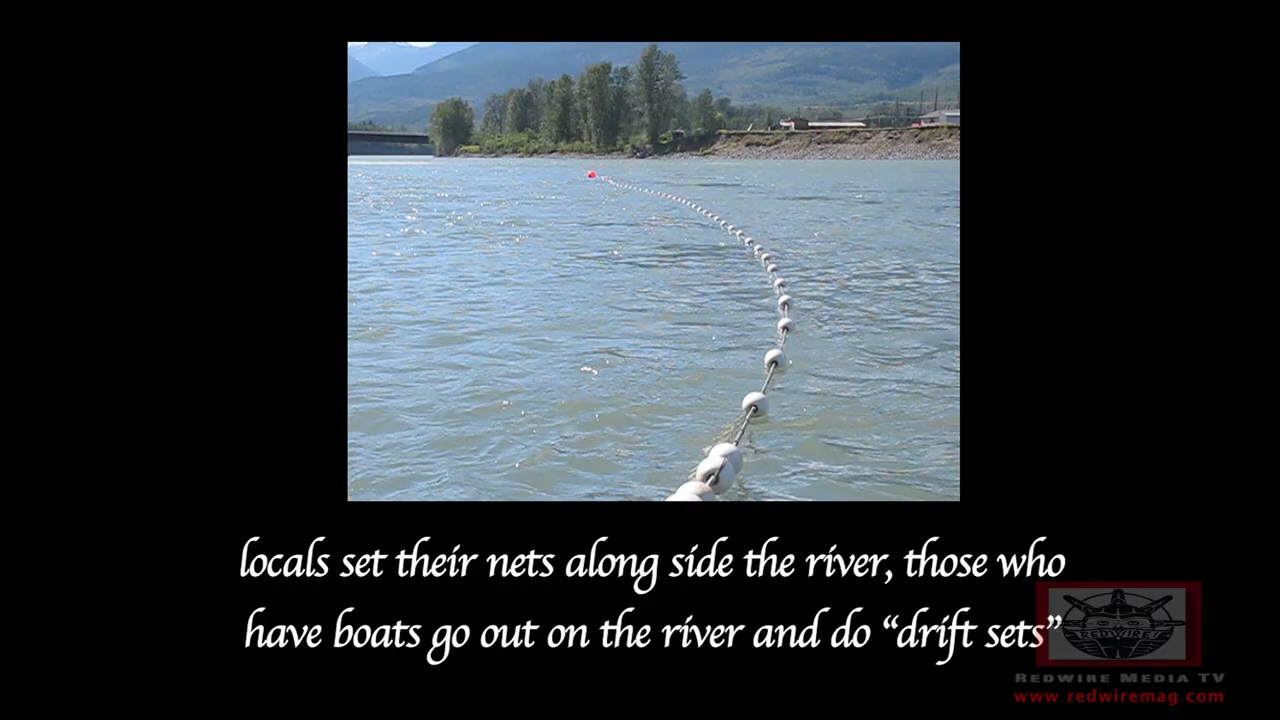 locals set their nets along side the river, those who
have boats go out on the river and do “drift sets”
REDWIRE
REDWIRE MEDIA TV
www.redwiremag.com